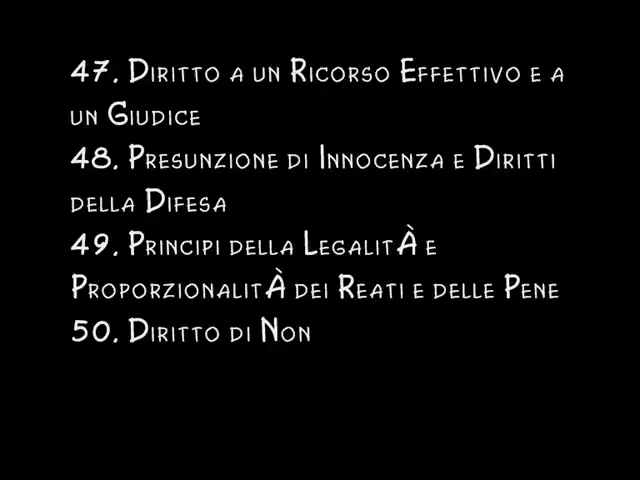 47. Diritto a un Ricorso Effettivo e a
un Giudice
48. Presunzione di Innocenza e Diritti
della Difesa
49. Principi della LegalitÀ e
ProporzionalitÀ dei Reati e delle Pene
50. Diritto di Non